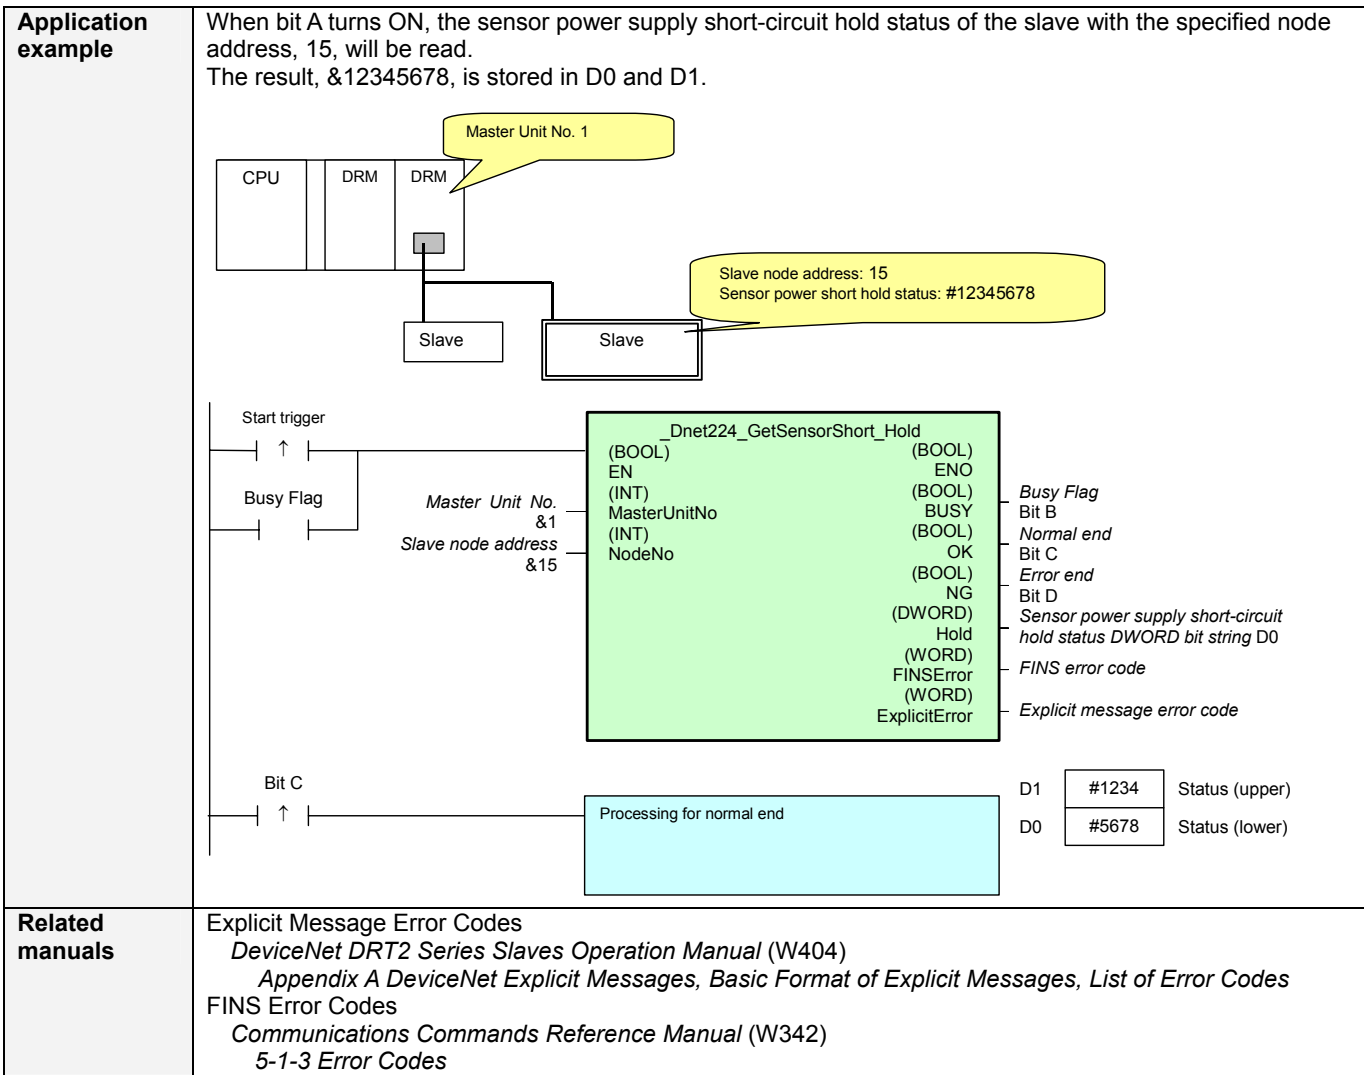 Application example
When bit A turns ON, the sensor power supply short-circuit hold status of the slave with the specified node
address, 15, will be read.
The result, &12345678, is stored in D0 and D1.
Master Unit No. 1
CPU
DRM
DRM
Slave node address: 15
Sensor power short hold status: #12345678
Slave
Slave
Start trigger
↑
Busy Flag
Master Unit No.
&1
Slave node address
&15
_Dnet224_GetSensorShort_Hold
(BOOL)
EN
(INT)
MasterUnitNo
(INT)
NodeNo
(BOOL)
ENO
(BOOL)
BUSY
(BOOL)
OK
(BOOL)
NG
(DWORD)
Hold
(WORD)
FINSError
(WORD)
ExplicitError
Busy Flag
Bit B
Normal end
Bit C
Error end
Bit D
Sensor power supply short-circuit
hold status DWORD bit string D0
FINS error code
Explicit message error code
Bit C
↑
Processing for normal end
D1 #1234 Status (upper)
D0 #5678 Status (lower)
Related manuals
Explicit Message Error Codes
DeviceNet DRT2 Series Slaves Operation Manual (W404)
Appendix A DeviceNet Explicit Messages, Basic Format of Explicit Messages, List of Error Codes
FINS Error Codes
Communications Commands Reference Manual (W342)
5-1-3 Error Codes